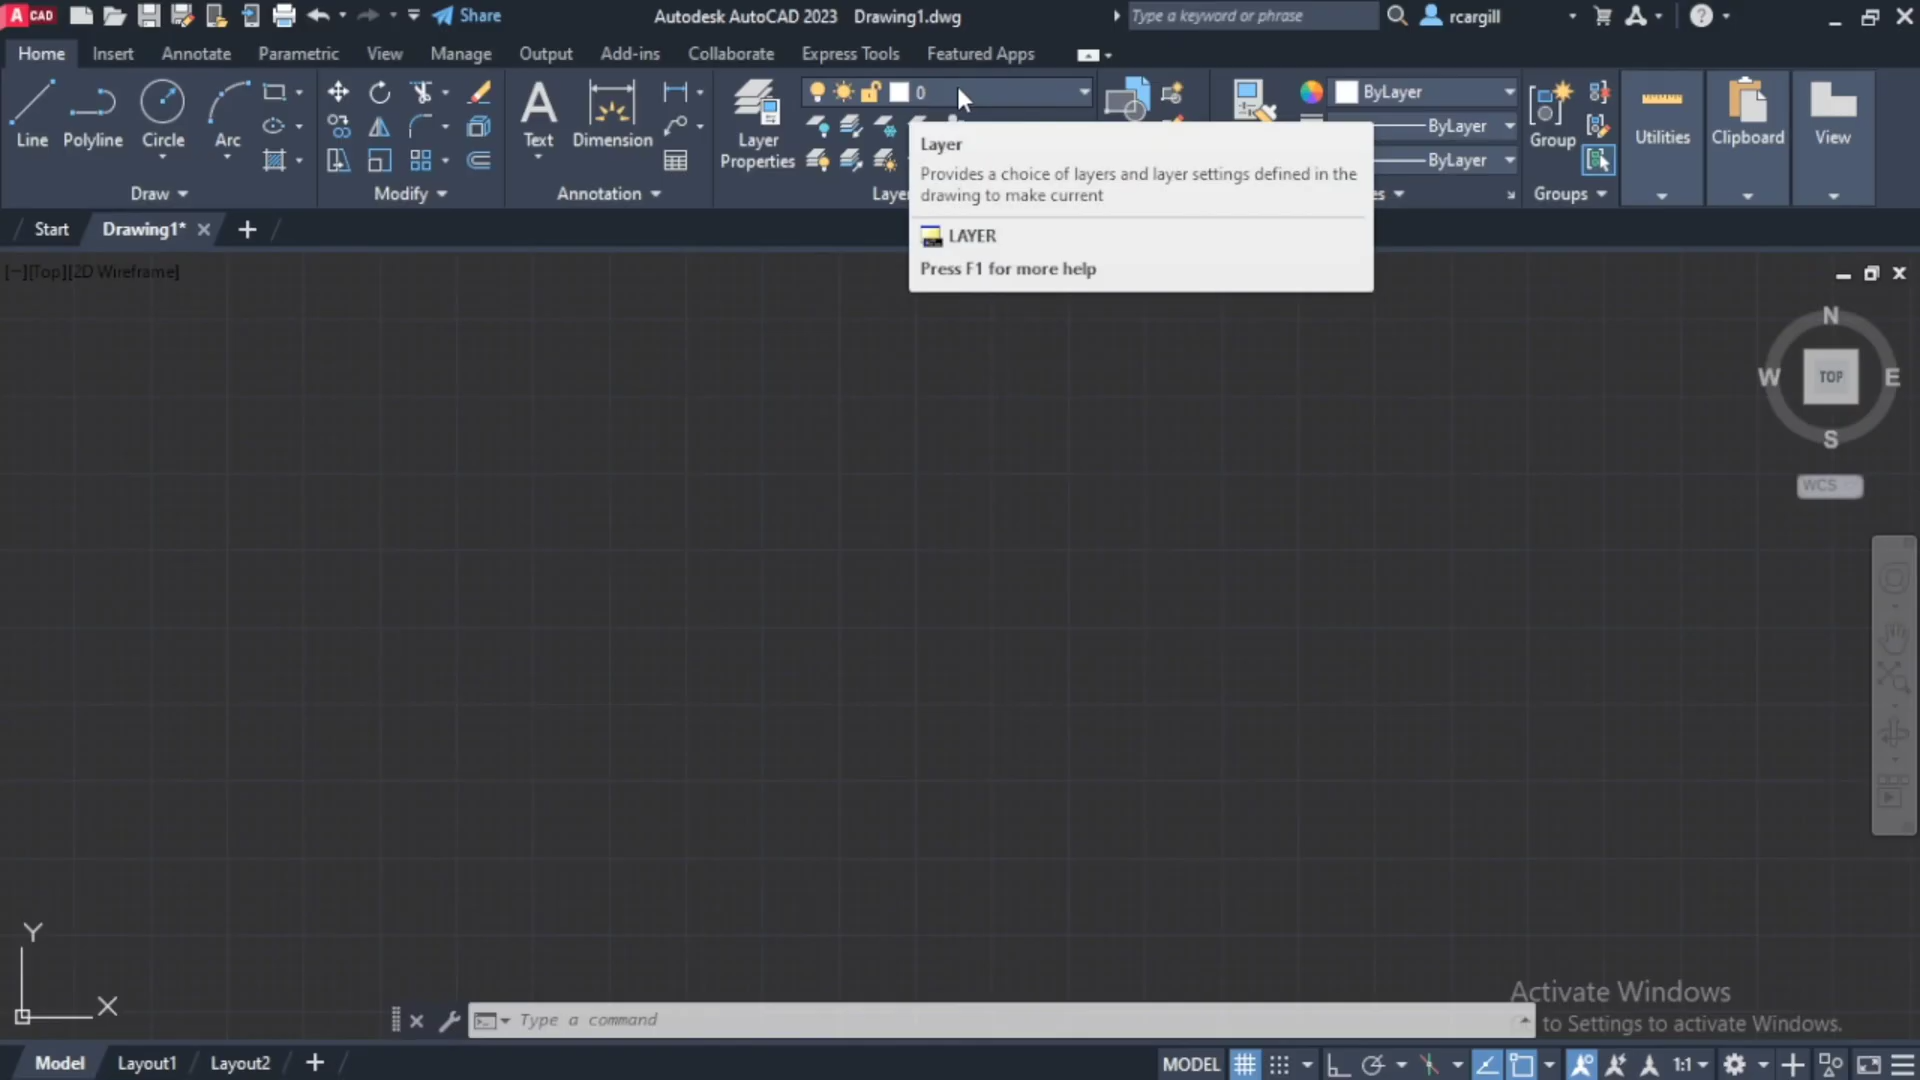 A CAD
Share
Autodesk AutoCAD 2023 Drawing1.dwg
Type a keyword or phrase
rcargill
Home
Insert
Annotate
Parametric
View
Manage
Output
Add-ins
Collaborate
Express Tools
Featured Apps
Line
Polyline
Circle
Arc
Draw
Modify
Text
Dimension
Annotation
Layer
Properties
0
ByLayer
ByLayer
ByLayer
Group
Groups
Utilities
Clipboard
View
Layer
Provides a choice of layers and layer settings defined in the
drawing to make current
LAYER
Press F1 for more help
Start
Drawing1*
[−][Top][2D Wireframe]
N
W
TOP
E
S
WCS
Y
X
Type a command
Activate Windows
to Settings to activate Windows.
Model
Layout1
Layout2
MODEL
1:1